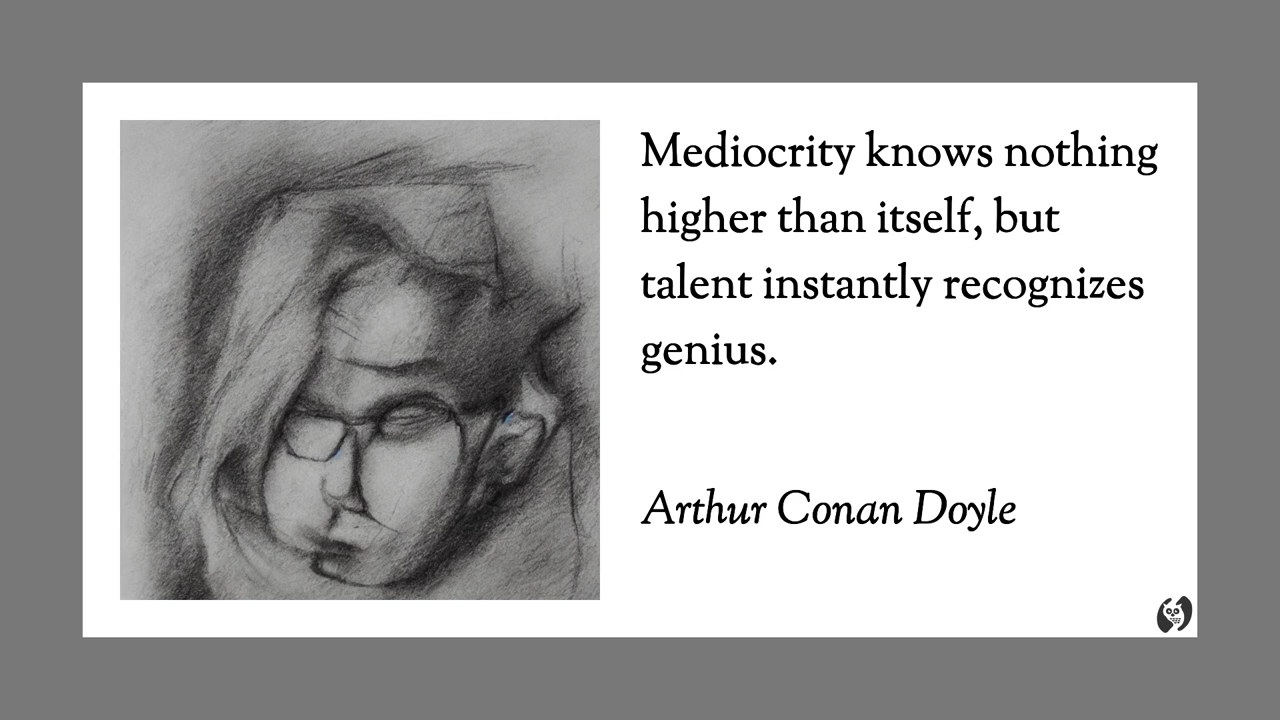 Mediocrity knows nothing
higher than itself, but
talent instantly recognizes
genius.
Arthur Conan Doyle